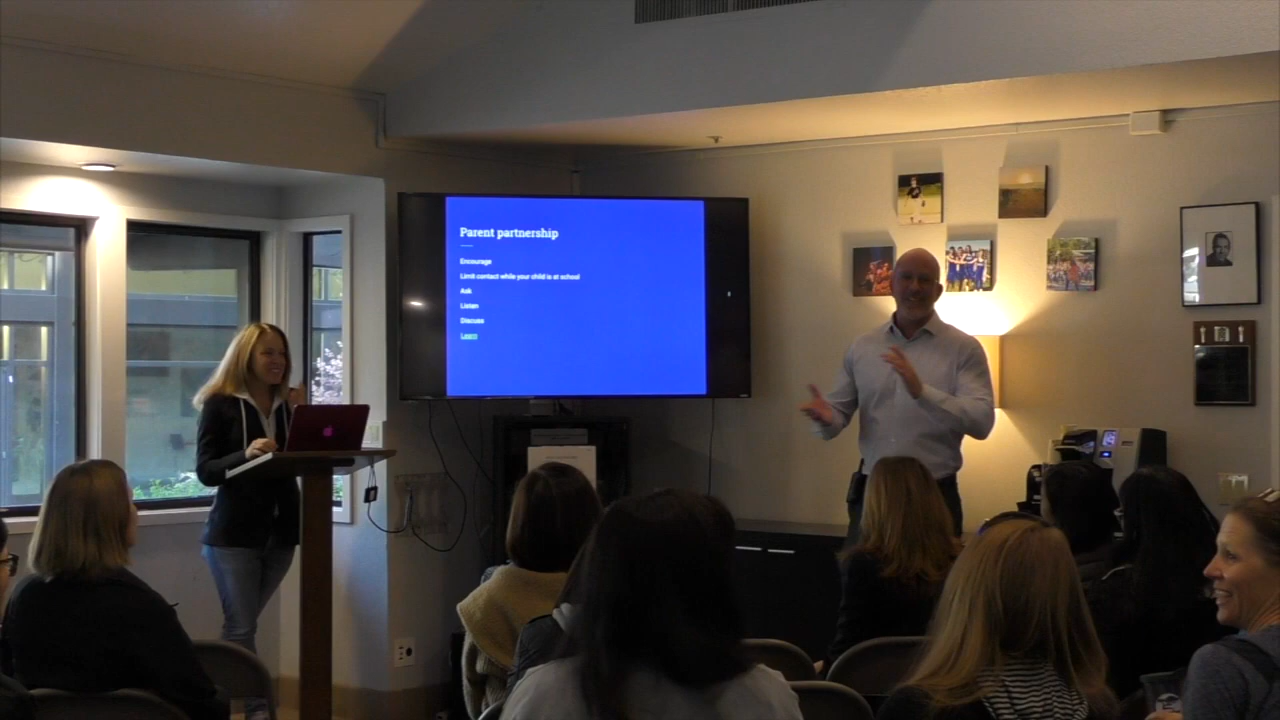 Parent partnership
Encourage
Limit contact while your child is at school
Ask
Listen
Discuss
Learn